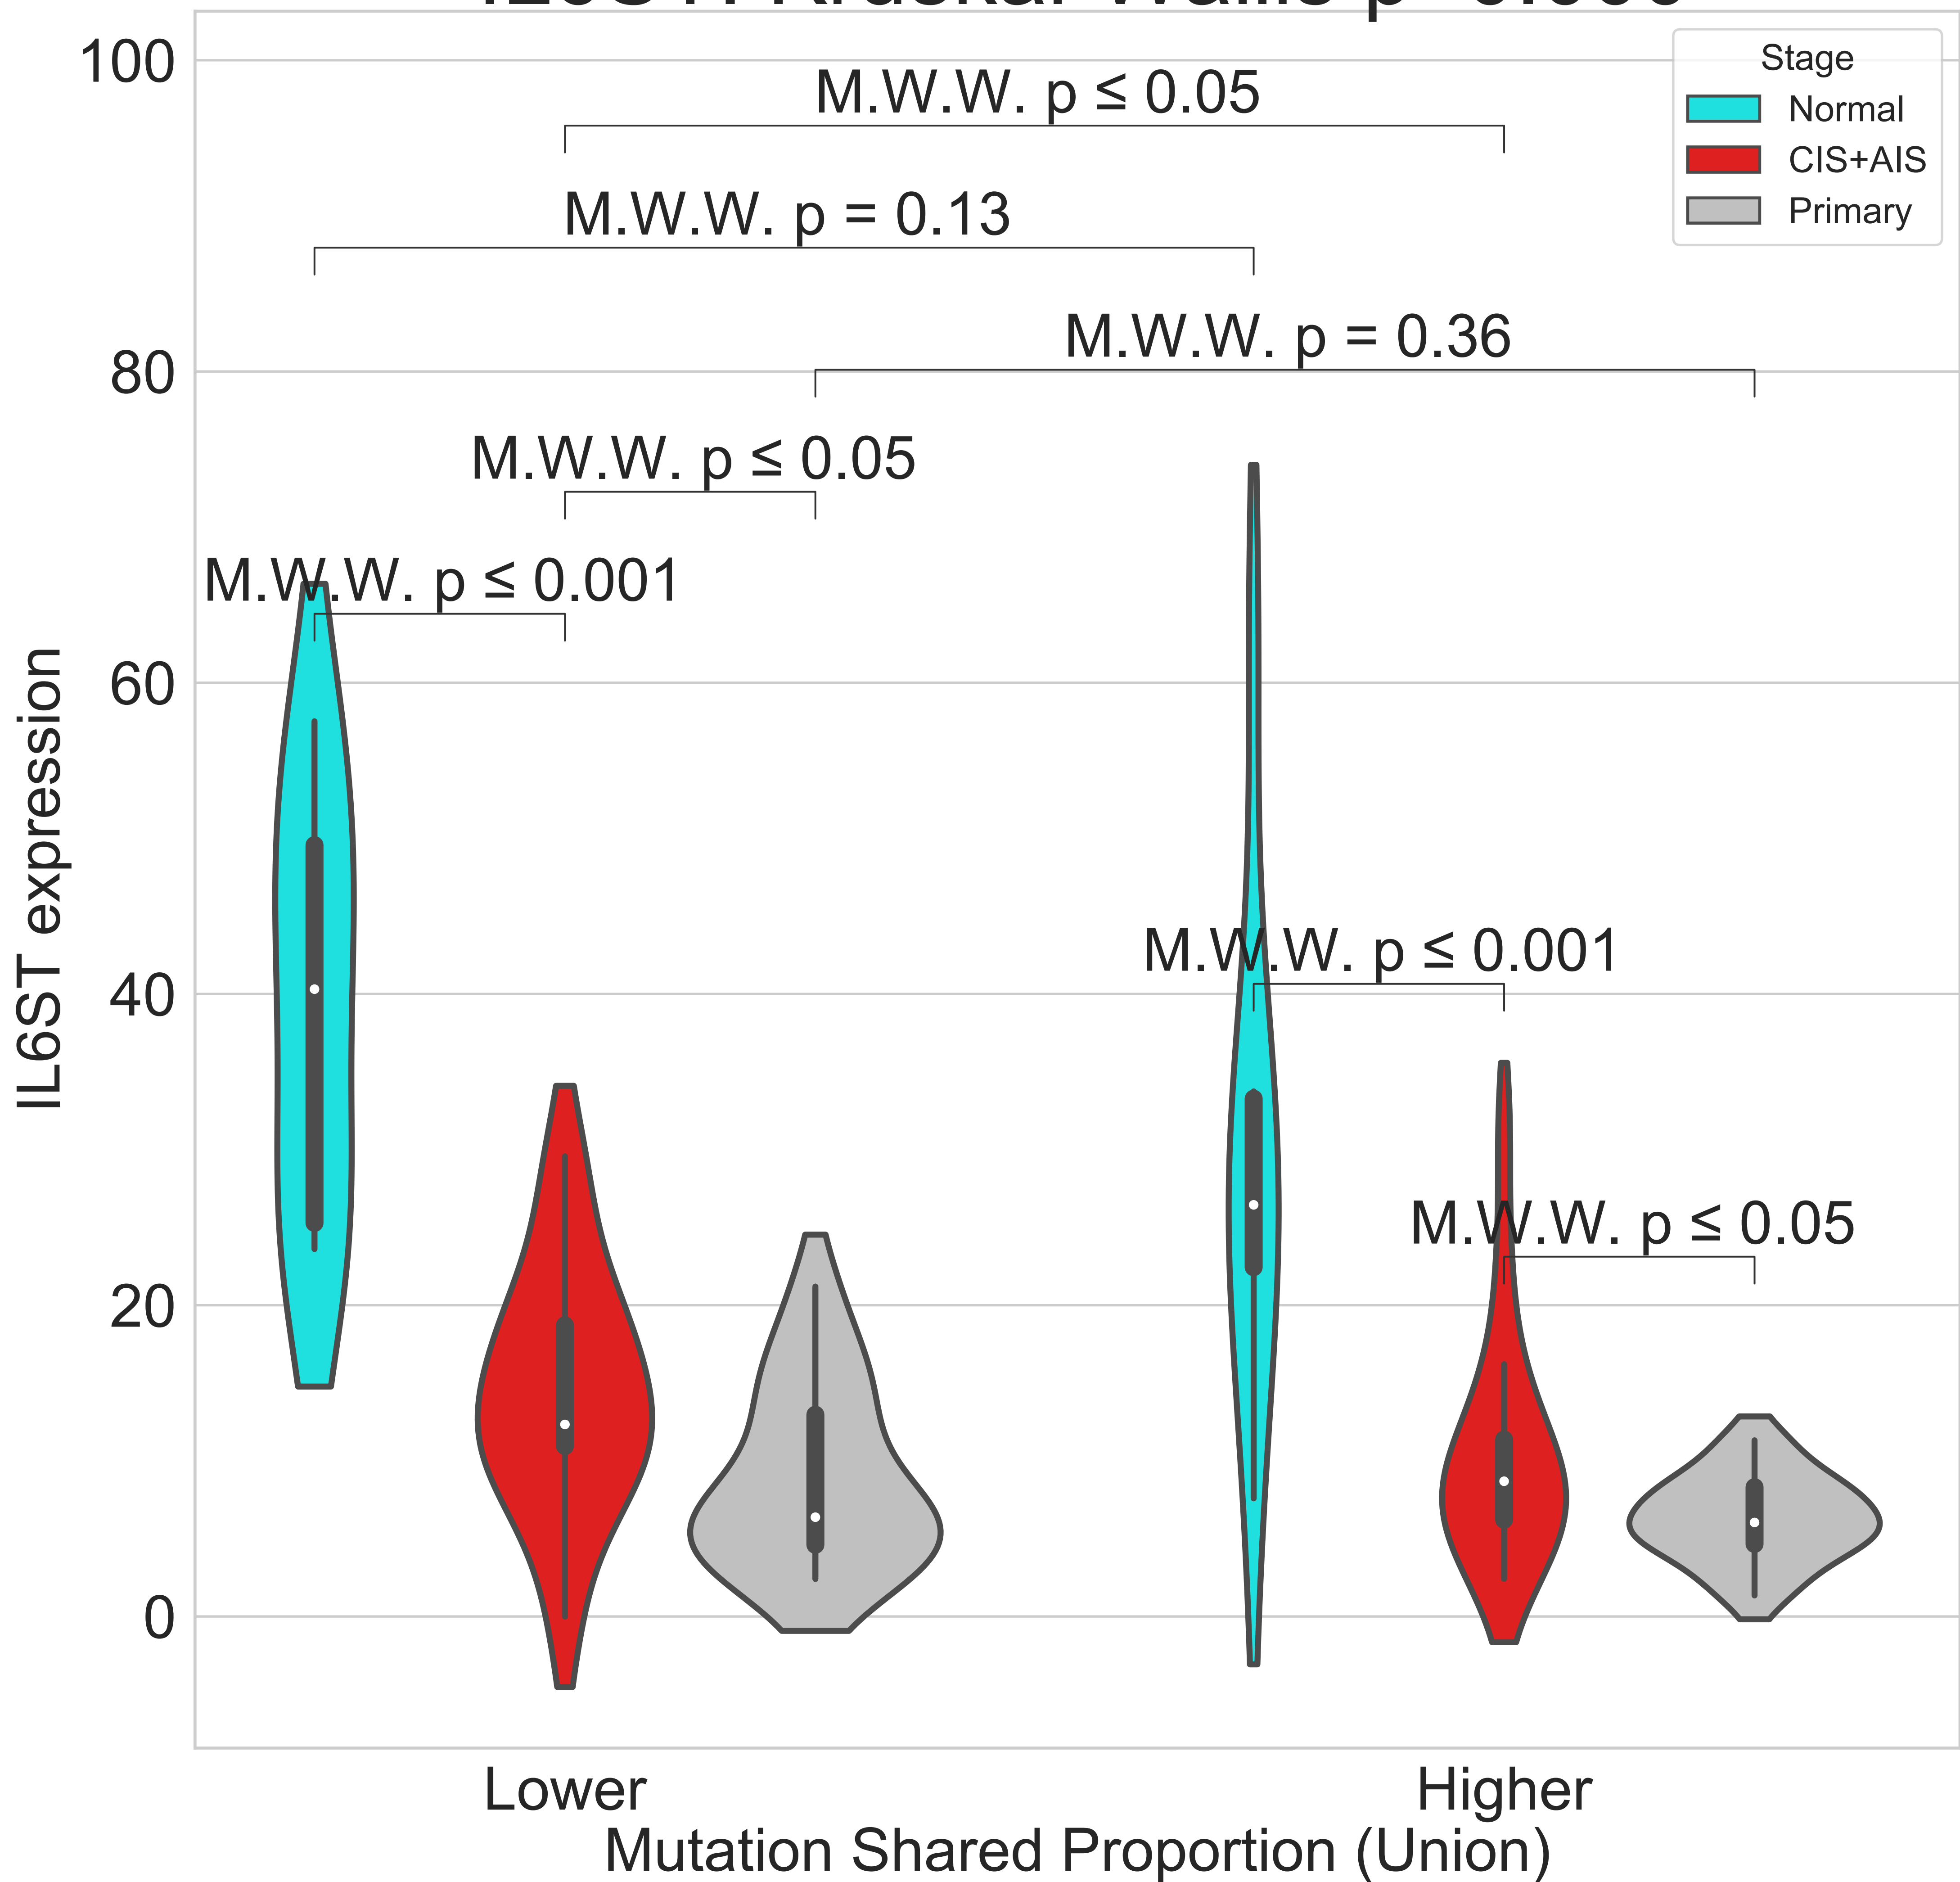 100
M.W.W. p ≤ 0.05
Stage
Normal
CIS+AIS
Primary
M.W.W. p = 0.13
M.W.W. p = 0.36
80
M.W.W. p ≤ 0.05
M.W.W. p ≤ 0.001
60
IL6ST expression
M.W.W. p ≤ 0.001
40
M.W.W. p ≤ 0.05
20
0
Lower
Higher
Mutation Shared Proportion (Union)